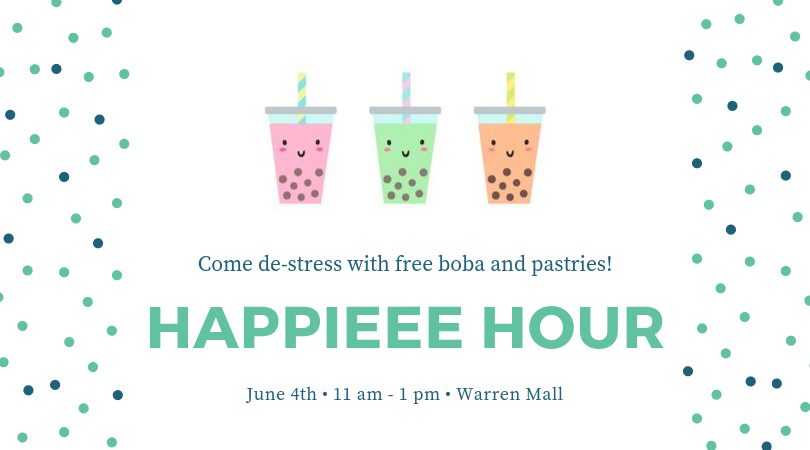 Come de-stress with free boba and pastries!
HAPPIEEE HOUR
June 4th • 11 am - 1 pm • Warren Mall